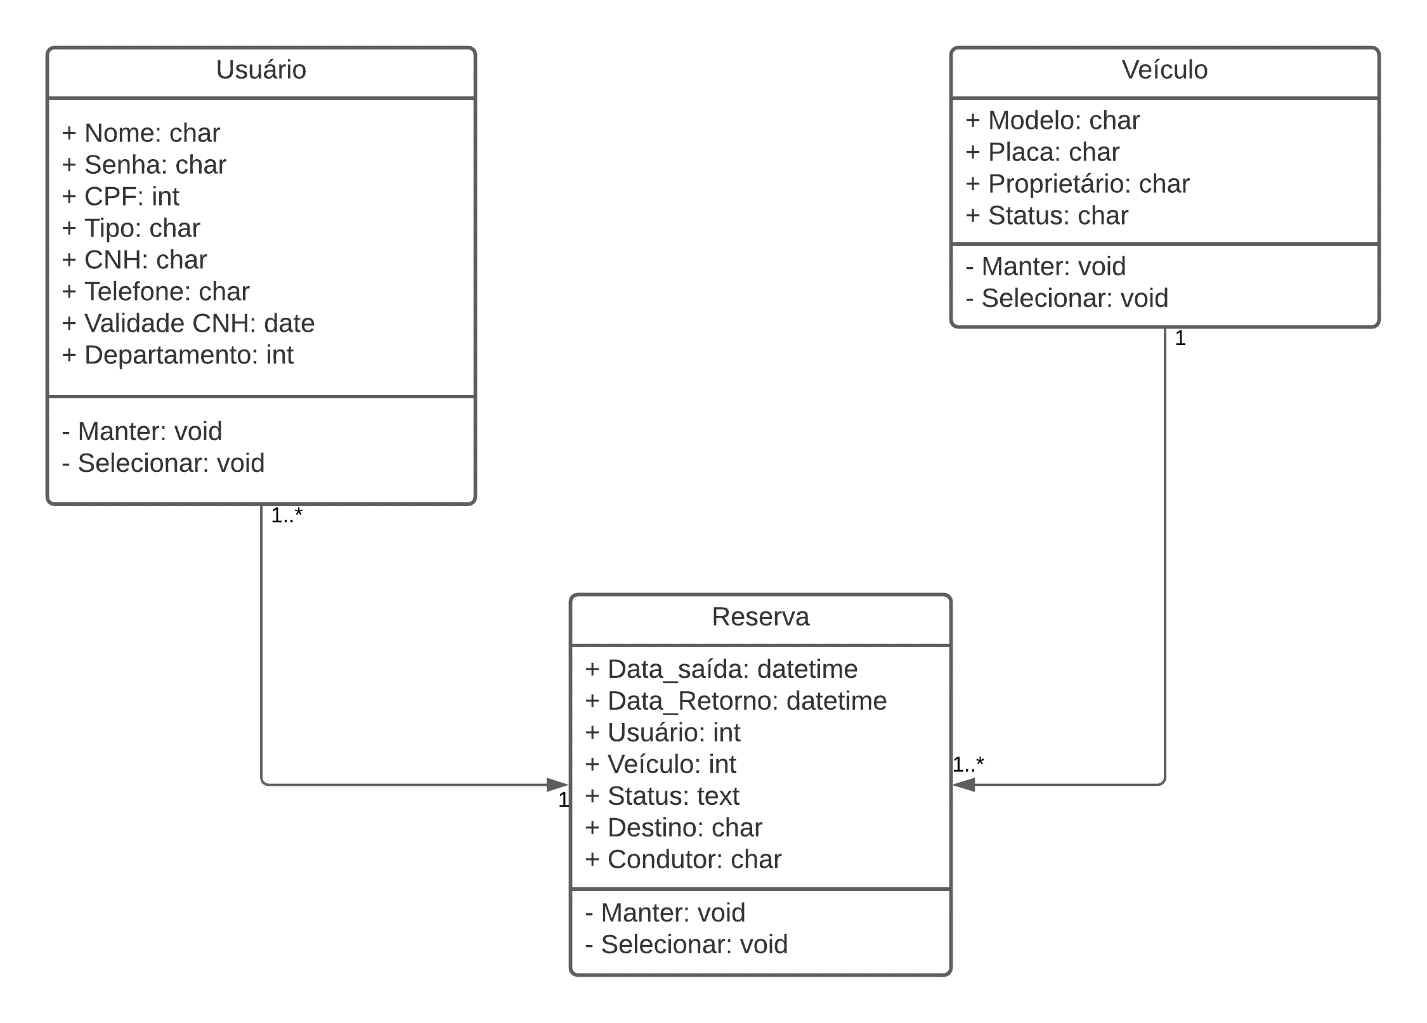 Usuário
+ Nome: char
+ Senha: char
+ CPF: int
+ Tipo: char
+ CNH: char
+ Telefone: char
+ Validade CNH: date
+ Departamento: int
- Manter: void
- Selecionar: void
1..*
Veículo
+ Modelo: char
+ Placa: char
+ Proprietário: char
+ Status: char
- Manter: void
- Selecionar: void
1
Reserva
+ Data_saída: datetime
+ Data_Retorno: datetime
+ Usuário: int
+ Veículo: int
+ Status: text
+ Destino: char
+ Condutor: char
- Manter: void
- Selecionar: void
1
1..*